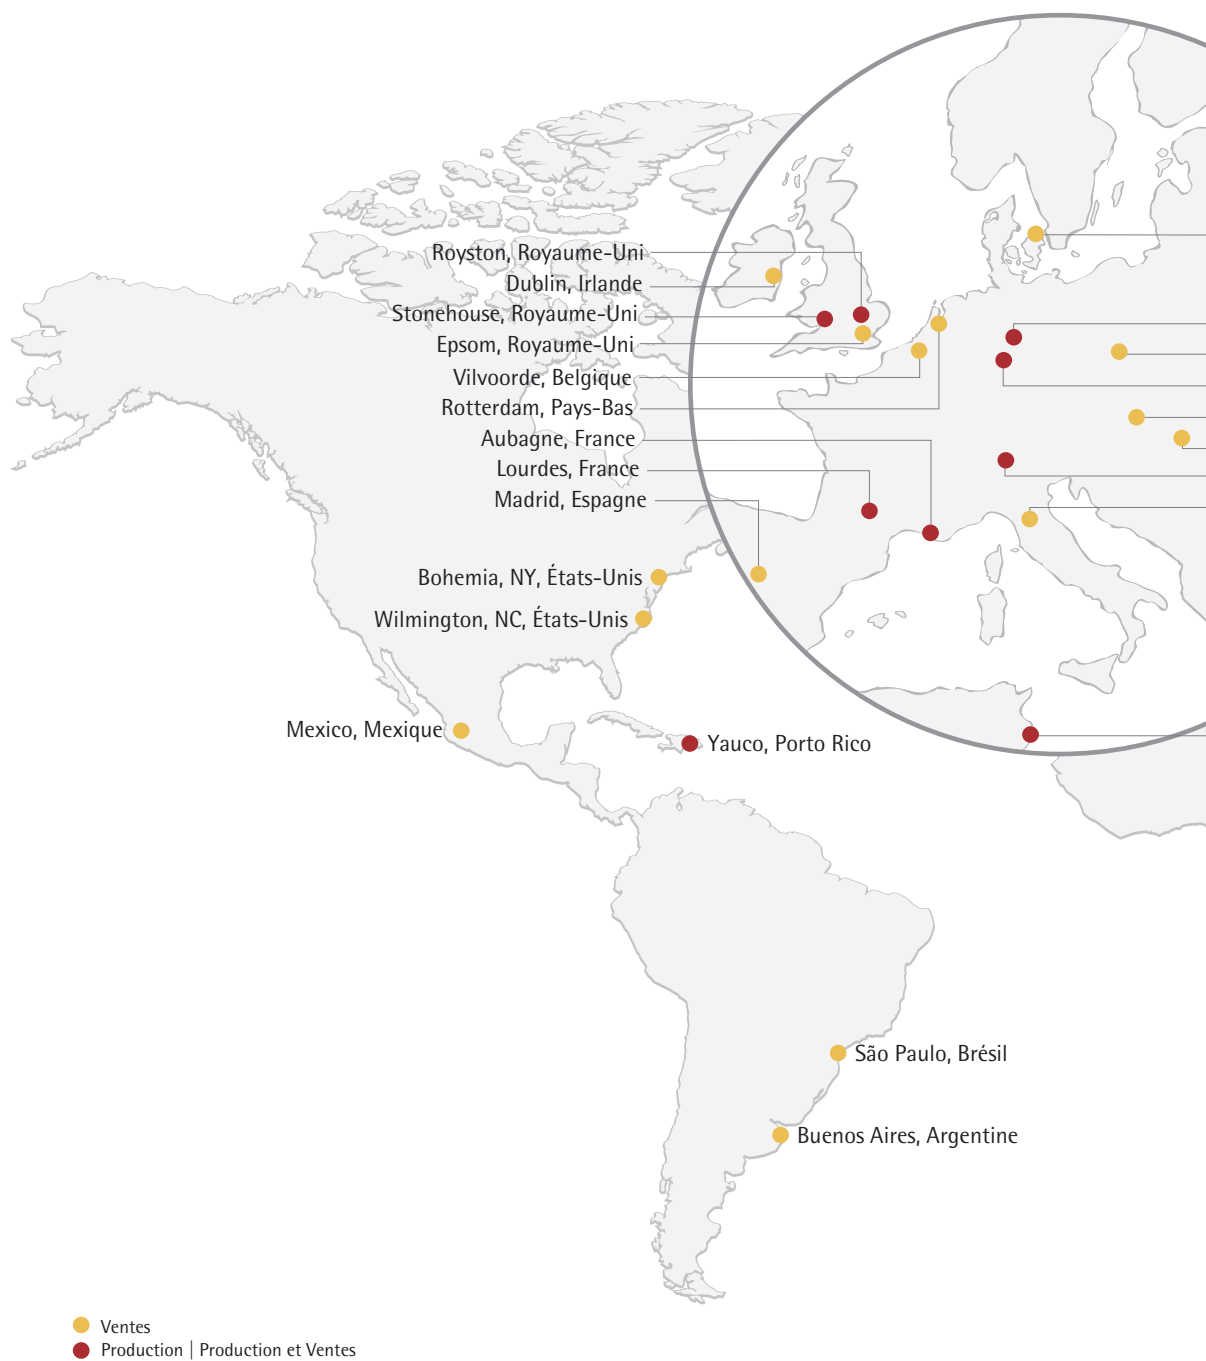 Royston, Royaume-Uni
Dublin, Irlande
Stonehouse, Royaume-Uni
Epsom, Royaume-Uni
Vilvoorde, Belgique
Rotterdam, Pays-Bas
Aubagne, France
Lourdes, France
Madrid, Espagne
Bohemia, NY, États-Unis
Wilmington, NC, États-Unis
Mexico, Mexique
Yauco, Porto Rico
São Paulo, Brésil
Buenos Aires, Argentine
Ventes
Production | Production et Ventes